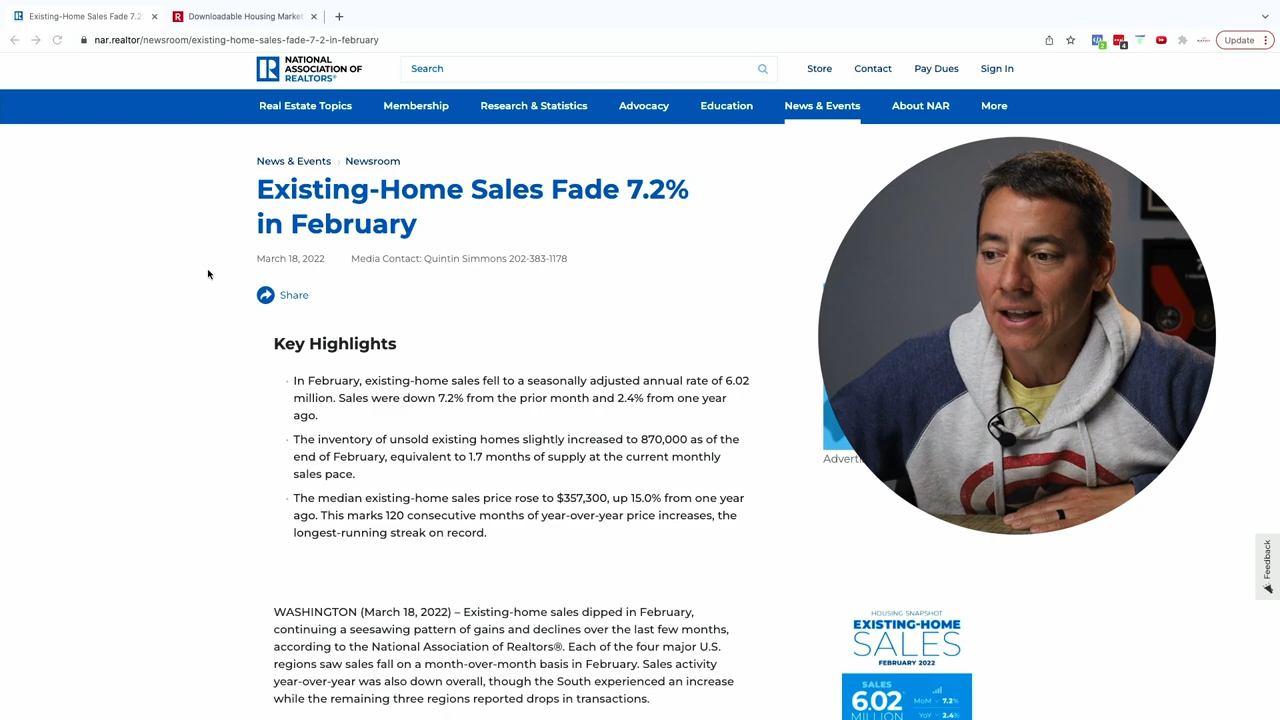 Existing-Home Sales Fade 7.2
Downloadable Housing Market
nar.realtor/newsroom/existing-home-sales-fade-7-2-in-february
2
4
Update
NATIONAL
ASSOCIATION OF
REALTORS®
Search
Store
Contact
Pay Dues
Sign In
Real Estate Topics
Membership
Research & Statistics
Advocacy
Education
News & Events
About NAR
More
News & Events
Newsroom
Existing-Home Sales Fade 7.2%
in February
March 18, 2022
Media Contact: Quintin Simmons 202-383-1178
Share
Key Highlights
In February, existing-home sales fell to a seasonally adjusted annual rate of 6.02
million. Sales were down 7.2% from the prior month and 2.4% from one year
ago.
The inventory of unsold existing homes slightly increased to 870,000 as of the
end of February, equivalent to 1.7 months of supply at the current monthly
sales pace.
The median existing-home sales price rose to $357,300, up 15.0% from one year
ago. This marks 120 consecutive months of year-over-year price increases, the
longest-running streak on record.
Adverti
Feedback
WASHINGTON (March 18, 2022) – Existing-home sales dipped in February,
continuing a seesawing pattern of gains and declines over the last few months,
according to the National Association of Realtors®. Each of the four major U.S.
regions saw sales fall on a month-over-month basis in February. Sales activity
year-over-year was also down overall, though the South experienced an increase
while the remaining three regions reported drops in transactions.
HOUSING SNAPSHOT
EXISTING-HOME
SALES
FEBRUARY 2022
SALES
6.02
MILLION
MoM 7.2%
YoY 2.4%